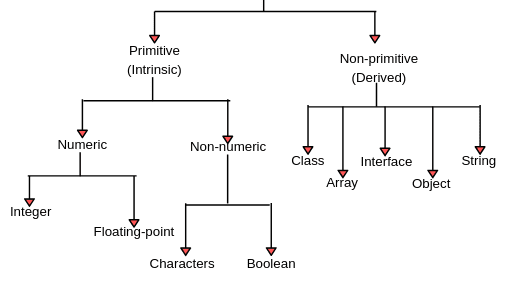 Primitive
(Intrinsic)
Non-primitive
(Derived)
Numeric
Non-numeric
Class
Array
Interface
Object
String
Integer
Floating-point
Characters
Boolean